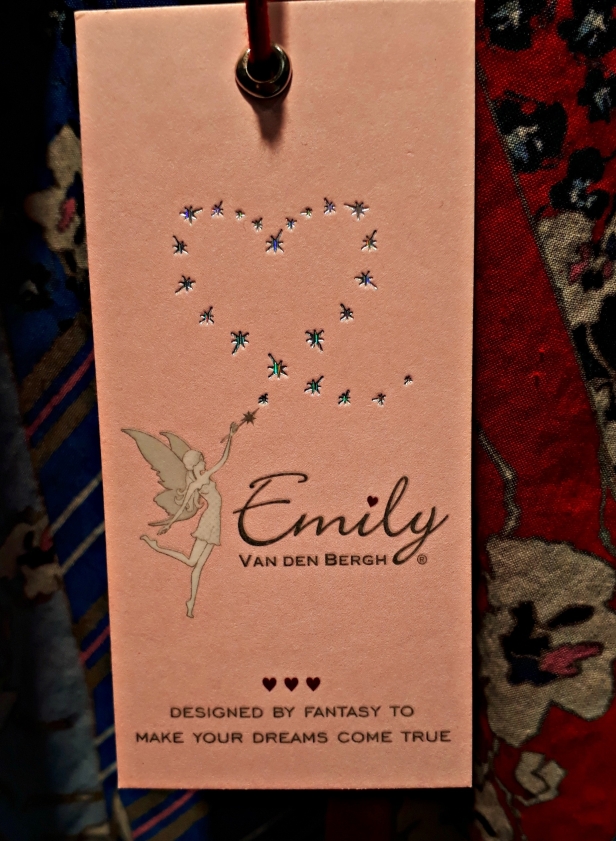 Emily
VAN DEN BERGH ®
DESIGNED BY FANTASY TO
MAKE YOUR DREAMS COME TRUE